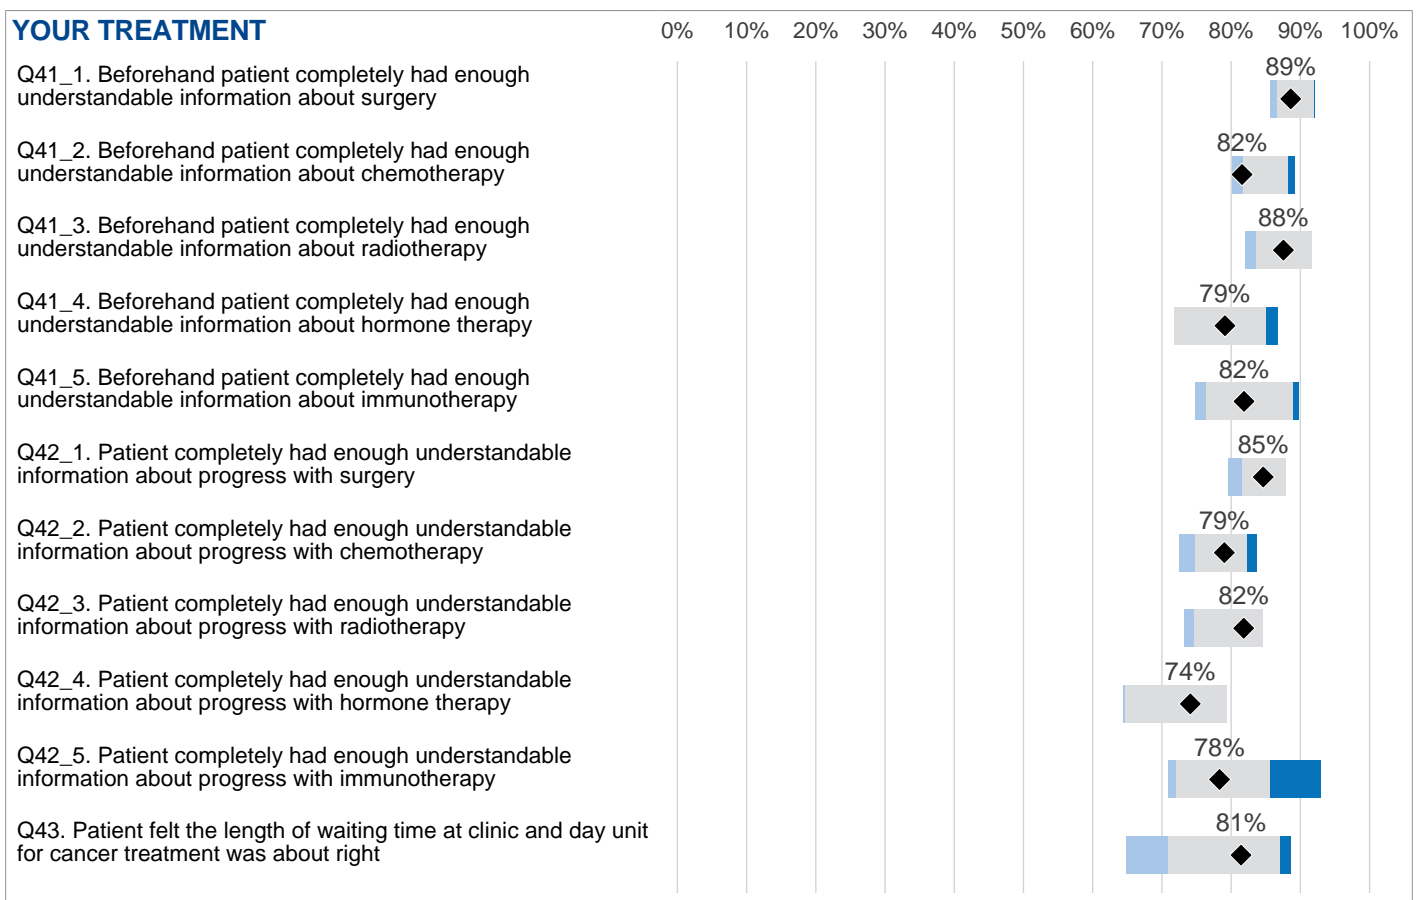 YOUR TREATMENT
0% 10% 20% 30% 40% 50% 60% 70% 80% 90% 100%
Q41_1. Beforehand patient completely had enough
understandable information about surgery
89%
Q41_2. Beforehand patient completely had enough
understandable information about chemotherapy
82%
Q41_3. Beforehand patient completely had enough
understandable information about radiotherapy
88%
Q41_4. Beforehand patient completely had enough
understandable information about hormone therapy
79%
Q41_5. Beforehand patient completely had enough
understandable information about immunotherapy
82%
Q42_1. Patient completely had enough understandable
information about progress with surgery
85%
Q42_2. Patient completely had enough understandable
information about progress with chemotherapy
79%
Q42_3. Patient completely had enough understandable
information about progress with radiotherapy
82%
Q42_4. Patient completely had enough understandable
information about progress with hormone therapy
74%
Q42_5. Patient completely had enough understandable
information about progress with immunotherapy
78%
Q43. Patient felt the length of waiting time at clinic and day unit
for cancer treatment was about right
81%